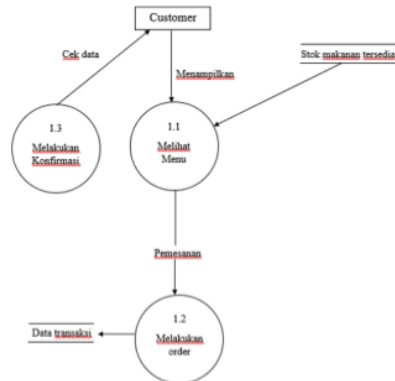 Customer
Cek data
Stok makanan tersedia
Menampilkan
1.3
Melakukan
Konfirmasi
1.1
Melihat
Menu
Pemesanan
1.2
Melakukan
order
Data transaksi